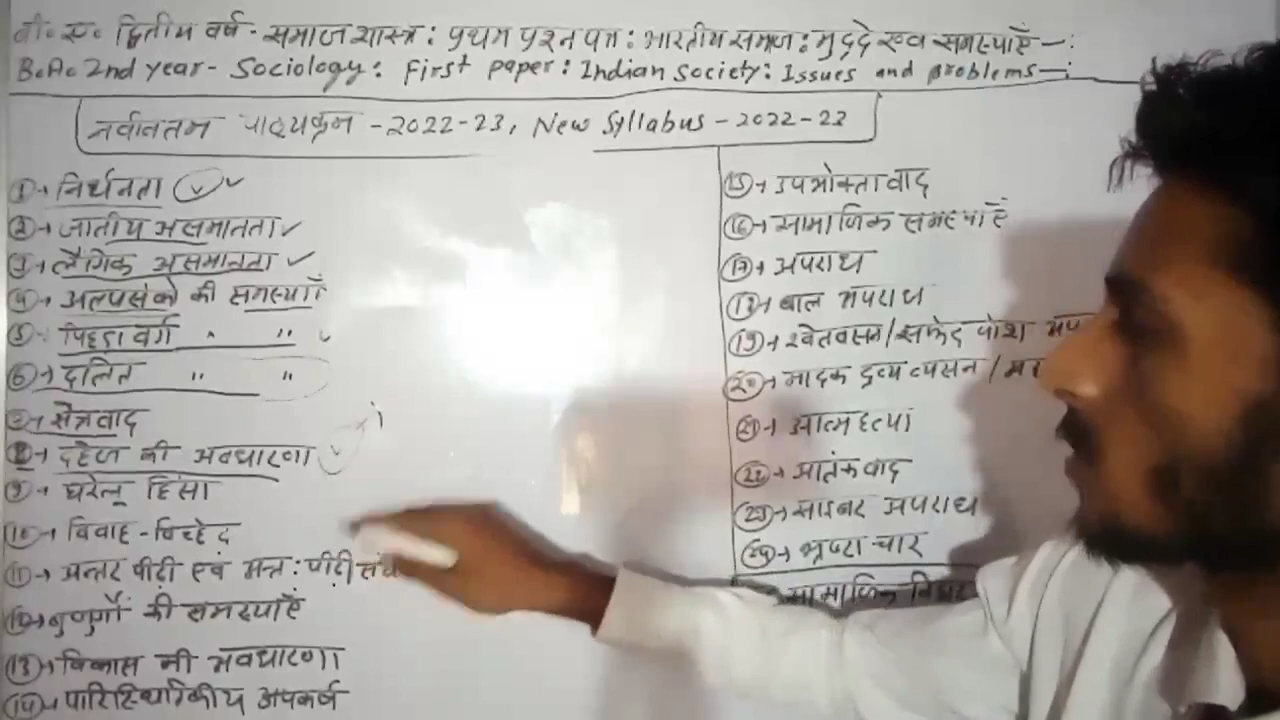 बी० ए० द्वितीय वर्ष - समाजशास्त्र : प्रथम प्रश्न पत्र : भारतीय समाज : मुद्दे एवं समस्याएँ —:
B.A. 2nd year - Sociology : First paper : Indian Society : Issues and problems —:
नवीनतम पाठ्यक्रम - 2022-23, New Syllabus - 2022-23
① → निर्धनता
② → जातीय असमानता
③ → लैंगिक असमानता
④ → अल्पसंको की समस्याएँ
⑤ → पिछड़ा वर्ग " "
⑥ → दलित " "
⑦ → क्षेत्रवाद
⑧ → दहेज की अवधारणा
⑨ → घरेलू हिंसा
⑩ → विवाह - विच्छेद
⑪ → अन्तर पीढ़ी एवं अन्त: पीढ़ी
⑫ → बुजुर्गों की समस्याएँ
⑬ → विकास की अवधारणा
⑭ → पारिस्थितिकीय अपकर्ष
⑮ → उपभोक्तावाद
⑯ → सामाजिक समस्याएँ
⑰ → अपराध
⑱ → बाल अपराध
⑲ → श्वेतवसन / सफेद पोश अप
⑳ → मादक द्रव्य व्यसन /
㉑ → आत्महत्या
㉒ → आतंकवाद
㉓ → साइबर अपराध
㉔ → भ्रष्टाचार
सामाजिक